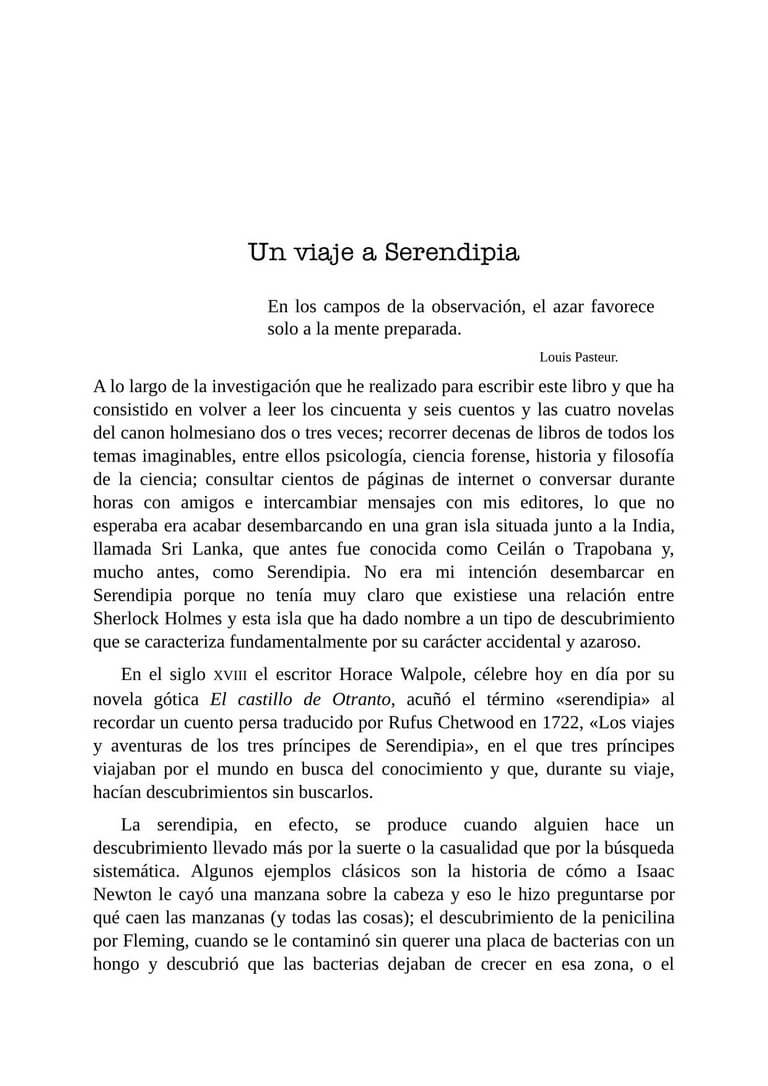 Un viaje a Serendipia
En los campos de la observación, el azar favorece
solo a la mente preparada.
Louis Pasteur.
A lo largo de la investigación que he realizado para escribir este libro y que ha
consistido en volver a leer los cincuenta y seis cuentos y las cuatro novelas
del canon holmesiano dos o tres veces; recorrer decenas de libros de todos los
temas imaginables, entre ellos psicología, ciencia forense, historia y filosofía
de la ciencia; consultar cientos de páginas de internet o conversar durante
horas con amigos e intercambiar mensajes con mis editores, lo que no
esperaba era acabar desembarcando en una gran isla situada junto a la India,
llamada Sri Lanka, que antes fue conocida como Ceilán o Trapobana y,
mucho antes, como Serendipia. No era mi intención desembarcar en
Serendipia porque no tenía muy claro que existiese una relación entre
Sherlock Holmes y esta isla que ha dado nombre a un tipo de descubrimiento
que se caracteriza fundamentalmente por su carácter accidental y azaroso.
En el siglo XVIII el escritor Horace Walpole, célebre hoy en día por su
novela gótica El castillo de Otranto, acuñó el término «serendipia» al
recordar un cuento persa traducido por Rufus Chetwood en 1722, «Los viajes
y aventuras de los tres príncipes de Serendipia», en el que tres príncipes
viajaban por el mundo en busca del conocimiento y que, durante su viaje,
hacían descubrimientos sin buscarlos.
La serendipia, en efecto, se produce cuando alguien hace un
descubrimiento llevado más por la suerte o la casualidad que por la búsqueda
sistemática. Algunos ejemplos clásicos son la historia de cómo a Isaac
Newton le cayó una manzana sobre la cabeza y eso le hizo preguntarse por
qué caen las manzanas (y todas las cosas); el descubrimiento de la penicilina
por Fleming, cuando se le contaminó sin querer una placa de bacterias con un
hongo y descubrió que las bacterias dejaban de crecer en esa zona, o el